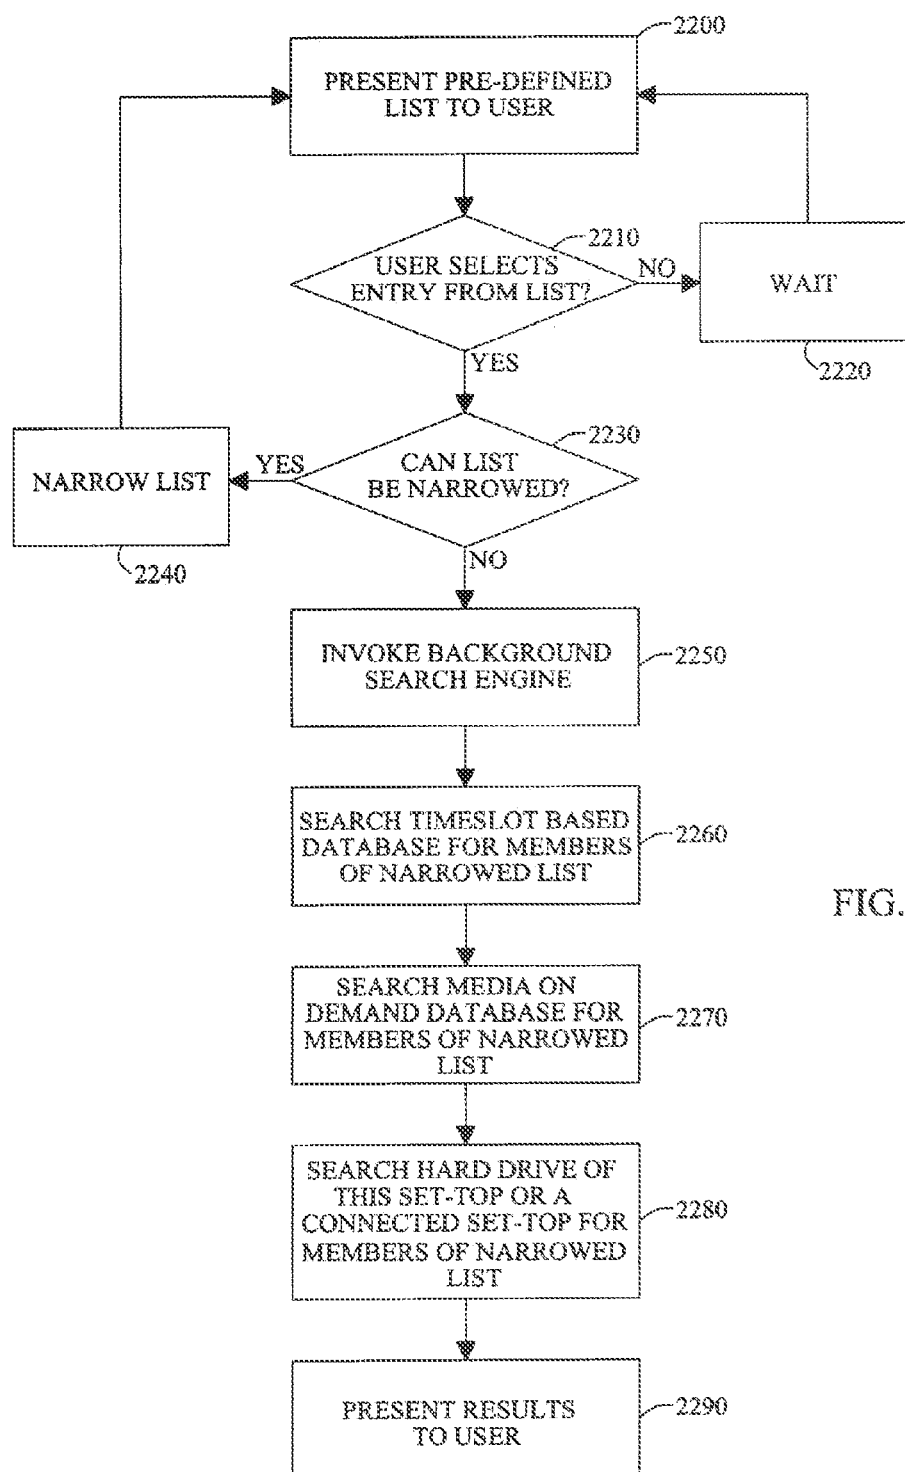 2200
PRESENT PRE-DEFINED
LIST TO USER
2210
USER SELECTS
ENTRY FROM LIST?
NO
WAIT
2220
YES
2230
CAN LIST
BE NARROWED?
YES
NARROW LIST
2240
NO
INVOKE BACKGROUND
SEARCH ENGINE
2250
SEARCH TIMESLOT BASED
DATABASE FOR MEMBERS
OF NARROWED LIST
2260
FIG.
SEARCH MEDIA ON
DEMAND DATABASE FOR
MEMBERS OF NARROWED
LIST
2270
SEARCH HARD DRIVE OF
THIS SET-TOP OR A
CONNECTED SET-TOP FOR
MEMBERS OF NARROWED
LIST
2280
PRESENT RESULTS
TO USER
2290